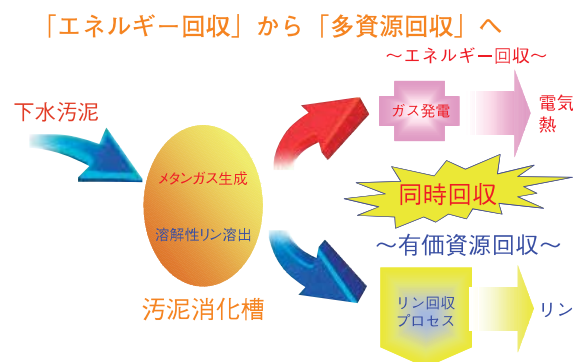 「エネルギー回収」から「多資源回収」へ
～エネルギー回収～
下水汚泥
ガス発電
電気
熱
メタンガス生成
同時回収
溶解性リン溶出
～有価資源回収～
汚泥消化槽
リン回収
プロセス
リン